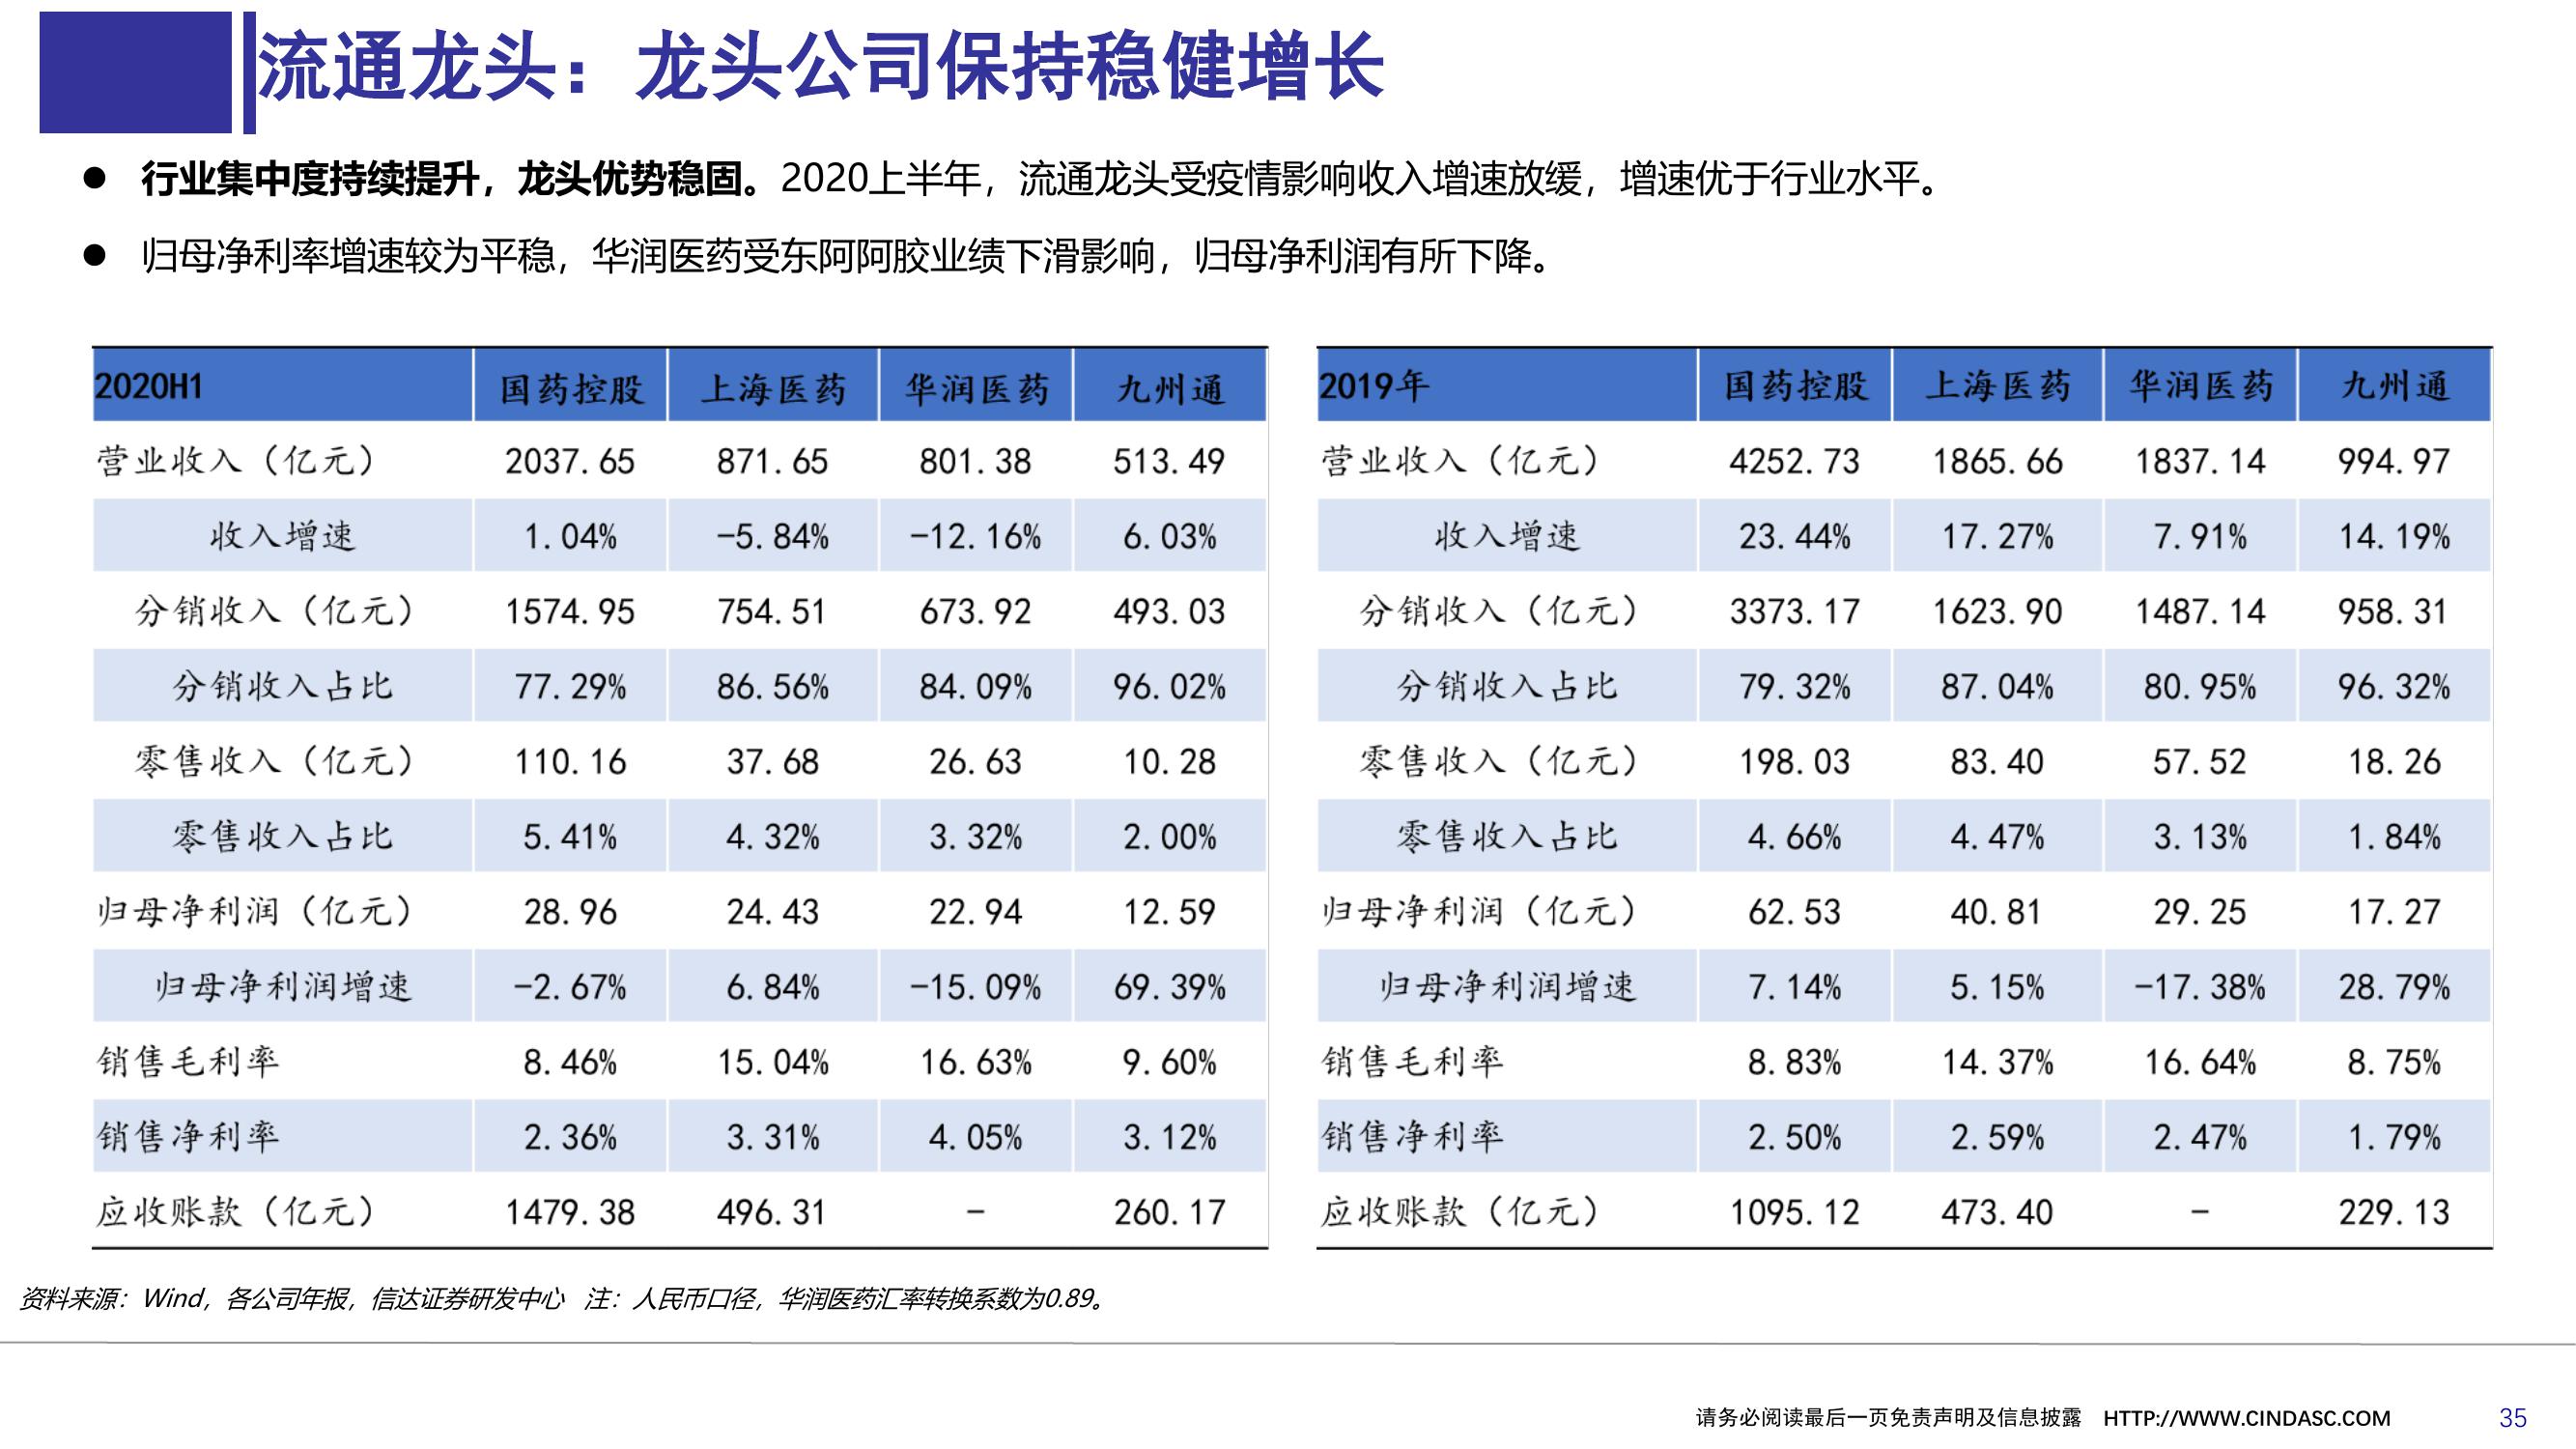 流通龙头：龙头公司保持稳健增长
● 行业集中度持续提升，龙头优势稳固。2020上半年，流通龙头受疫情影响收入增速放缓，增速优于行业水平。
● 归母净利率增速较为平稳，华润医药受东阿阿胶业绩下滑影响，归母净利润有所下降。
2020H1 国药控股 上海医药 华润医药 九州通
营业收入（亿元） 2037.65 871.65 801.38 513.49
收入增速 1.04% -5.84% -12.16% 6.03%
分销收入（亿元） 1574.95 754.51 673.92 493.03
分销收入占比 77.29% 86.56% 84.09% 96.02%
零售收入（亿元） 110.16 37.68 26.63 10.28
零售收入占比 5.41% 4.32% 3.32% 2.00%
归母净利润（亿元） 28.96 24.43 22.94 12.59
归母净利润增速 -2.67% 6.84% -15.09% 69.39%
销售毛利率 8.46% 15.04% 16.63% 9.60%
销售净利率 2.36% 3.31% 4.05% 3.12%
应收账款（亿元） 1479.38 496.31 - 260.17
2019年 国药控股 上海医药 华润医药 九州通
营业收入（亿元） 4252.73 1865.66 1837.14 994.97
收入增速 23.44% 17.27% 7.91% 14.19%
分销收入（亿元） 3373.17 1623.90 1487.14 958.31
分销收入占比 79.32% 87.04% 80.95% 96.32%
零售收入（亿元） 198.03 83.40 57.52 18.26
零售收入占比 4.66% 4.47% 3.13% 1.84%
归母净利润（亿元） 62.53 40.81 29.25 17.27
归母净利润增速 7.14% 5.15% -17.38% 28.79%
销售毛利率 8.83% 14.37% 16.64% 8.75%
销售净利率 2.50% 2.59% 2.47% 1.79%
应收账款（亿元） 1095.12 473.40 - 229.13
资料来源：Wind，各公司年报，信达证券研发中心 注：人民币口径，华润医药汇率转换系数为0.89。
请务必阅读最后一页免责声明及信息披露 HTTP://WWW.CINDASC.COM 35